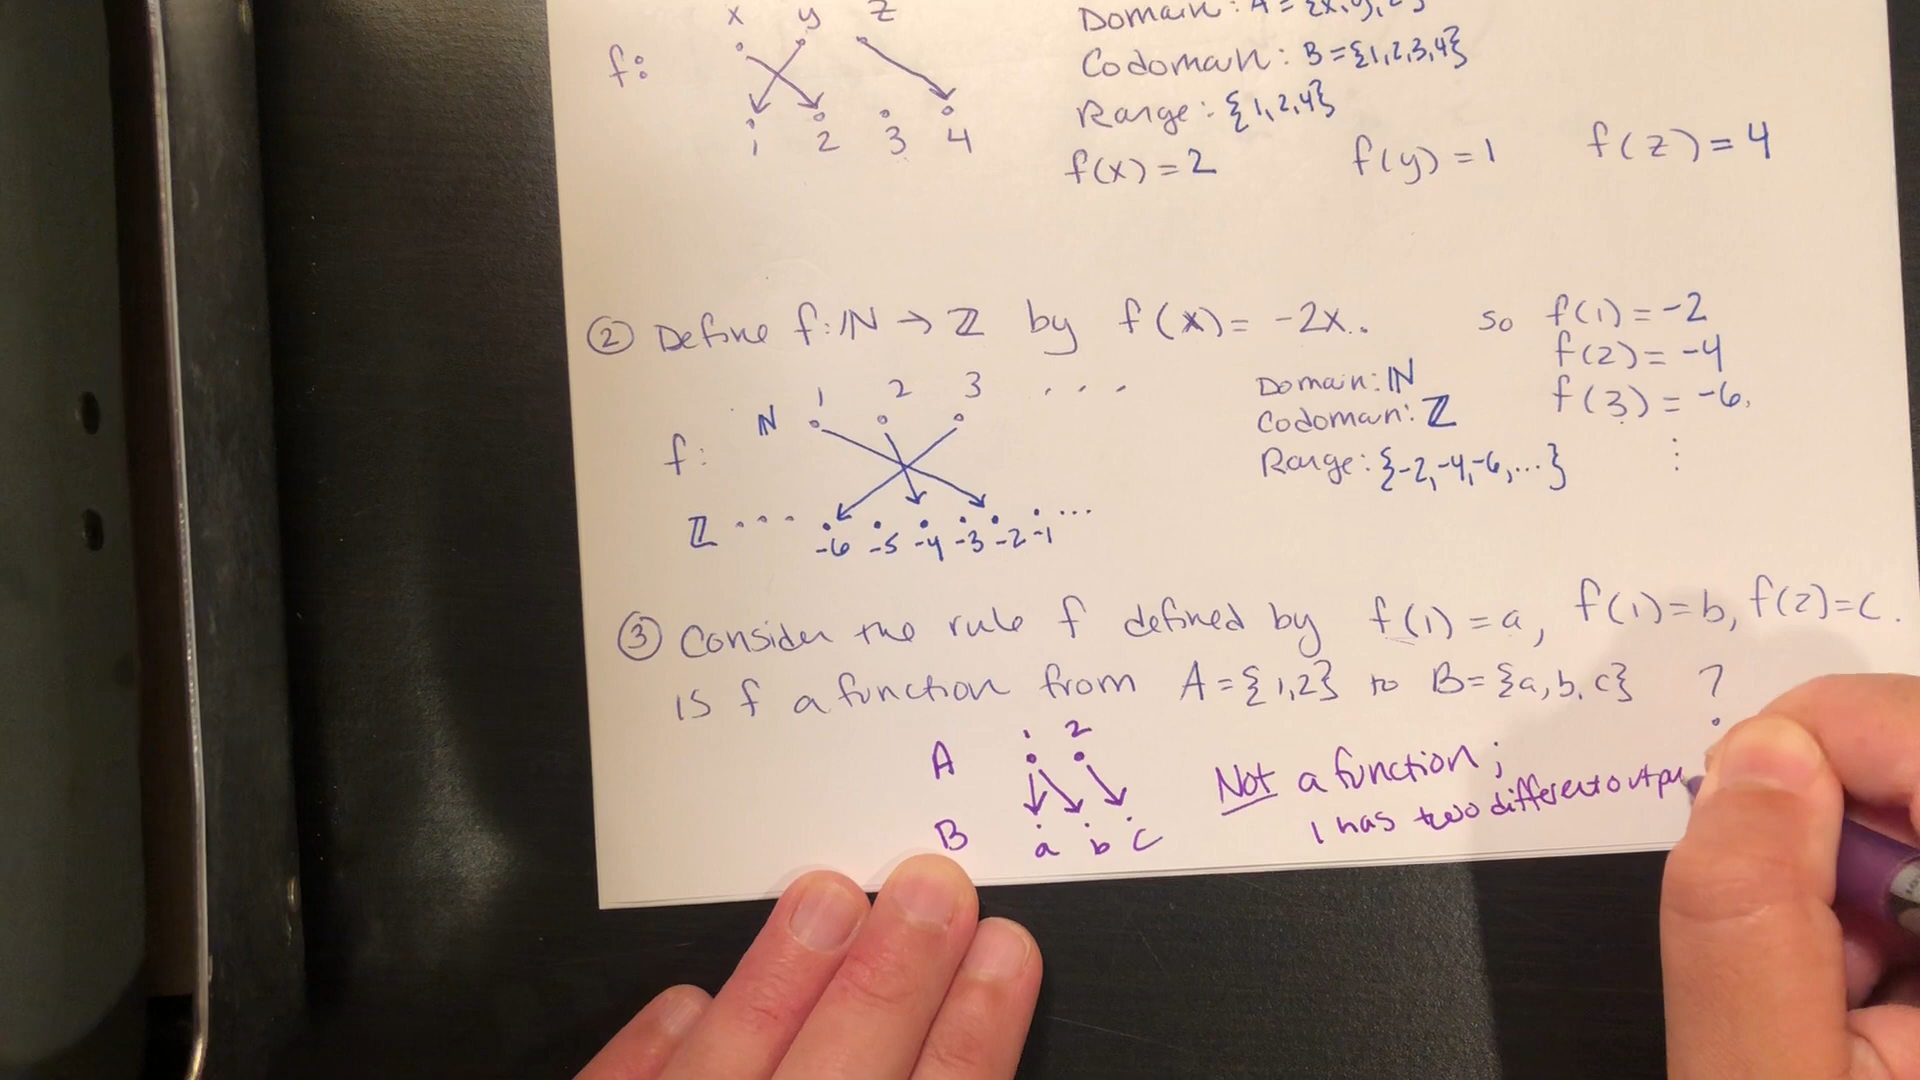 x y z
Domain: A = {x, y, z}
f:
Codomain: B = {1,2,3,4}
Range: {1,2,4}
1 2 3 4
f(x) = 2 f(y) = 1 f(z) = 4
② Define f: ℕ → ℤ by f(x) = -2x. so f(1) = -2
f(2) = -4
f(3) = -6,
⋮
1 2 3 ...
ℕ
f:
ℤ ... -6 -5 -4 -3 -2 -1 ...
Domain: ℕ
Codomain: ℤ
Range: {-2, -4, -6, ...}
③ Consider the rule f defined by f(1) = a, f(1) = b, f(2) = c.
Is f a function from A = {1,2} to B = {a, b, c} ?
1 2
A
B a b c
Not a function;
1 has two different outpu